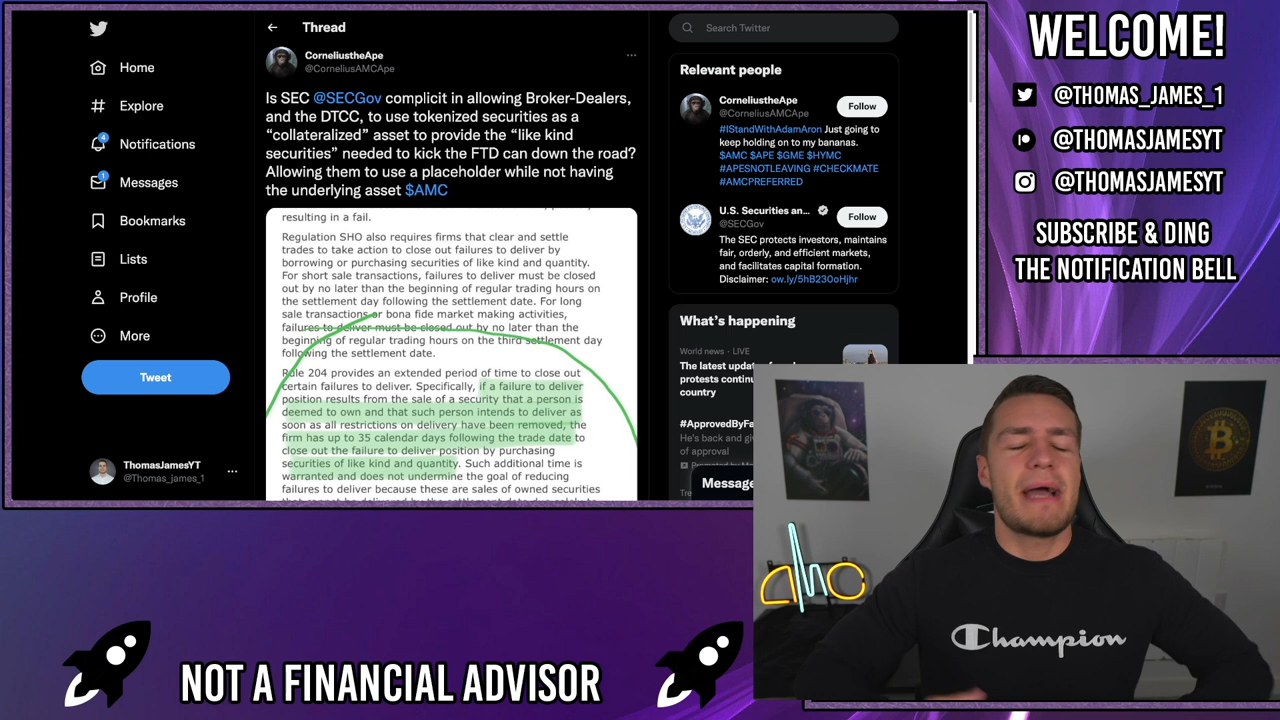 Home
Explore
4
Notifications
1
Messages
Bookmarks
Lists
Profile
More
Tweet
ThomasJamesYT
@Thomas_james_1
Thread
CorneliustheApe
@CorneliusAMCApe
Is SEC @SECGov complicit in allowing Broker-Dealers,
and the DTCC, to use tokenized securities as a
“collateralized” asset to provide the “like kind
securities” needed to kick the FTD can down the road?
Allowing them to use a placeholder while not having
the underlying asset $AMC
resulting in a fail.
Regulation SHO also requires firms that clear and settle
trades to take action to close out failures to deliver by
borrowing or purchasing securities of like kind and quantity.
For short sale transactions, failures to deliver must be closed
out by no later than the beginning of regular trading hours on
the settlement day following the settlement date. For long
sale transactions or bona fide market making activities,
failures to deliver must be closed out by no later than the
beginning of regular trading hours on the third settlement day
following the settlement date.
Rule 204 provides an extended period of time to close out
certain failures to deliver. Specifically, if a failure to deliver
position results from the sale of a security that a person is
deemed to own and that such person intends to deliver as
soon as all restrictions on delivery have been removed, the
firm has up to 35 calendar days following the trade date to
close out the failure to deliver position by purchasing
securities of like kind and quantity. Such additional time is
warranted and does not undermine the goal of reducing
failures to deliver because these are sales of owned securities
Search Twitter
Relevant people
CorneliustheApe
@CorneliusAMCApe
Follow
#IStandWithAdamAron Just going to
keep holding on to my bananas.
$AMC $APE $GME $HYMC
#APESNOTLEAVING #CHECKMATE
#AMCPREFERRED
U.S. Securities an...
@SECGov
Follow
The SEC protects investors, maintains
fair, orderly, and efficient markets,
and facilitates capital formation.
Disclaimer: ow.ly/5hB230oHjhr
What’s happening
World news · LIVE
The latest
protests
country
He's back and
of approval
Message
WELCOME!
@THOMAS_JAMES_1
@THOMASJAMESYT
@THOMASJAMESYT
SUBSCRIBE & DING
THE NOTIFICATION BELL
aho
Champion
NOT A FINANCIAL ADVISOR